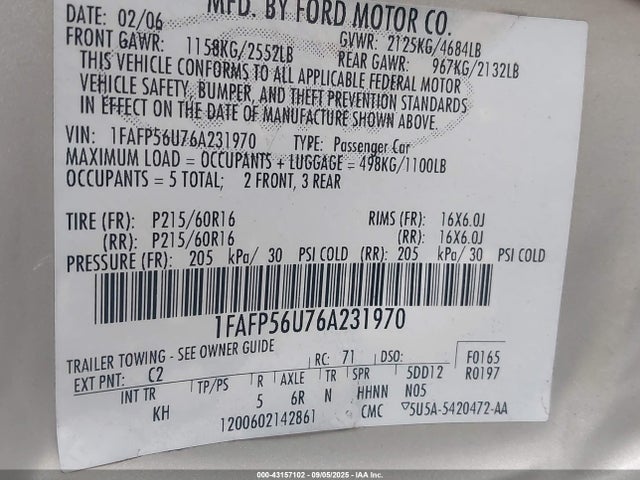 MFD. BY FORD MOTOR CO.
DATE: 02/06
GVWR: 2125KG/4684LB
FRONT GAWR: 1158KG/2552LB
REAR GAWR: 967KG/2132LB
THIS VEHICLE CONFORMS TO ALL APPLICABLE FEDERAL MOTOR
VEHICLE SAFETY, BUMPER, AND THEFT PREVENTION STANDARDS
IN EFFECT ON THE DATE OF MANUFACTURE SHOWN ABOVE.
VIN: 1FAFP56U76A231970 TYPE: Passenger Car
MAXIMUM LOAD = OCCUPANTS + LUGGAGE = 498KG/1100LB
OCCUPANTS = 5 TOTAL; 2 FRONT, 3 REAR
TIRE (FR): P215/60R16 RIMS (FR): 16X6.0J
(RR): P215/60R16 (RR): 16X6.0J
PRESSURE (FR): 205 kPa/ 30 PSI COLD (RR): 205 kPa/ 30 PSI COLD
1FAFP56U76A231970
TRAILER TOWING - SEE OWNER GUIDE
RC: 71 DSO: F0165
EXT PNT: C2 5DD12 R0197
INT TR TP/PS R AXLE TR SPR
KH 5 6R N HHNN N05
1200602142861 CMC ▽5U5A-5420472-AA
000-43157102 - 09/05/2025 - IAA Inc.